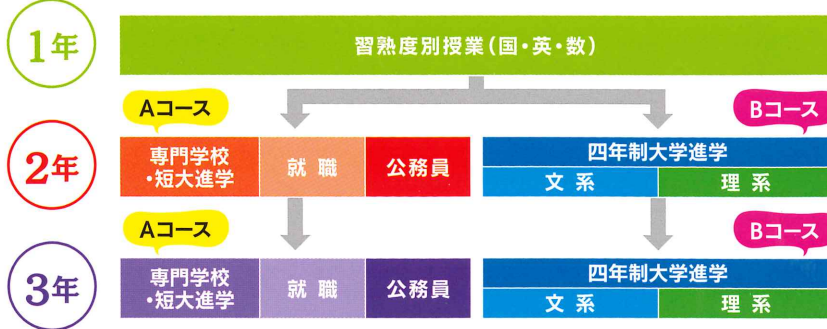 1年
習熟度別授業(国・英・数)
Aコース
Bコース
2年
専門学校
・短大進学
就職
公務員
四年制大学進学
文系
理系
Aコース
Bコース
3年
専門学校
・短大進学
就職
公務員
四年制大学進学
文系
理系